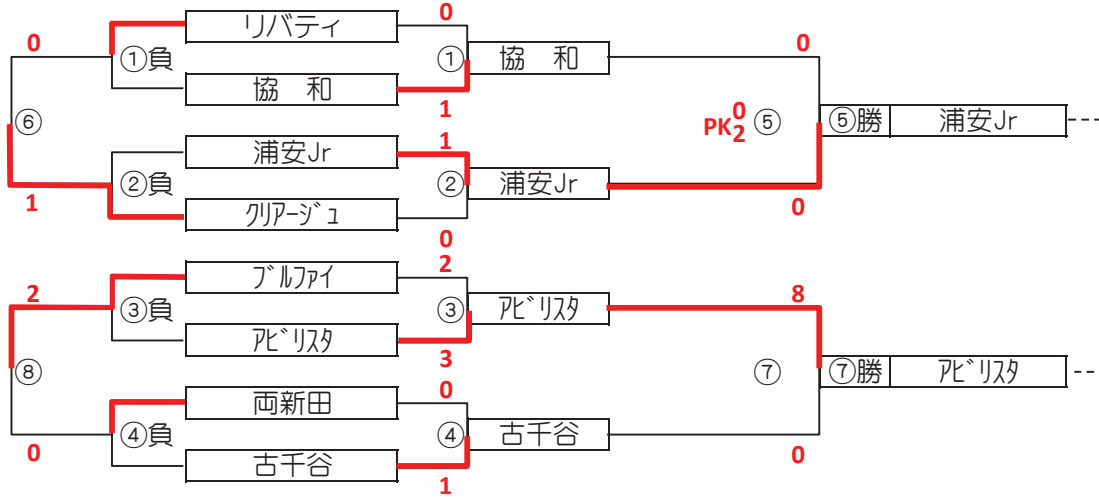 0
リバティ
0
①負
①
協　和
0
協　和
1
⑥
PK 0
2
⑤
⑤勝
浦安Jr
浦安Jr
1
②負
②
浦安Jr
1
0
クリアージュ
0
ブルファイ
2
2
③負
③
アビリスタ
8
アビリスタ
3
⑧
⑦
⑦勝
アビリスタ
両新田
0
④負
④
古千谷
0
0
古千谷
1